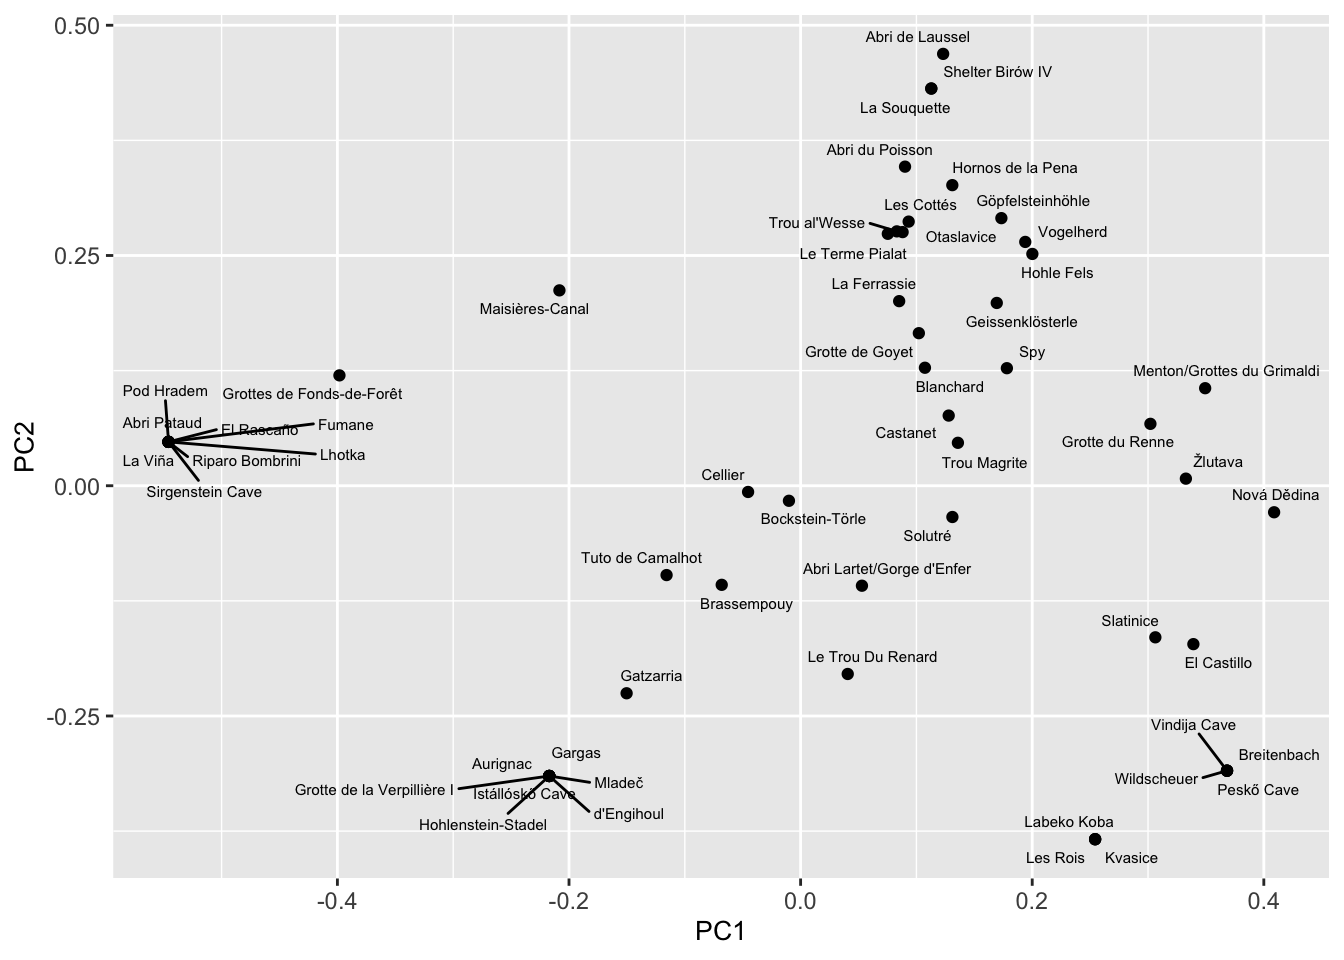 0.50
Abri de Laussel
Shelter Birów IV
La Souquette
Abri du Poisson
Hornos de la Pena
Göpfelsteinhöhle
Les Cottés
Trou al'Wesse
Otaslavice
Vogelherd
0.25
Le Terme Pialat
Hohle Fels
La Ferrassie
Maisières-Canal
Geissenklösterle
Grotte de Goyet
Spy
Menton/Grottes du Grimaldi
Blanchard
Pod Hradem
Grottes de Fonds-de-Forêt
Abri Pataud
El Rascaño
Fumane
Castanet
Grotte du Renne
La Viña
Riparo Bombrini
Lhotka
Trou Magrite
Žlutava
PC2
Cellier
0.00
Sirgenstein Cave
Nová Dědina
Bockstein-Törle
Solutré
Tuto de Camalhot
Abri Lartet/Gorge d'Enfer
Brassempouy
Slatinice
Le Trou Du Renard
El Castillo
Gatzarria
-0.25
Vindija Cave
Gargas
Breitenbach
Aurignac
Wildscheuer
Mladeč
Grotte de la Verpillière I
Istállóskő Cave
Peskő Cave
d'Engihoul
Hohlenstein-Stadel
Labeko Koba
Les Rois
Kvasice
-0.4
-0.2
0.0
0.2
0.4
PC1